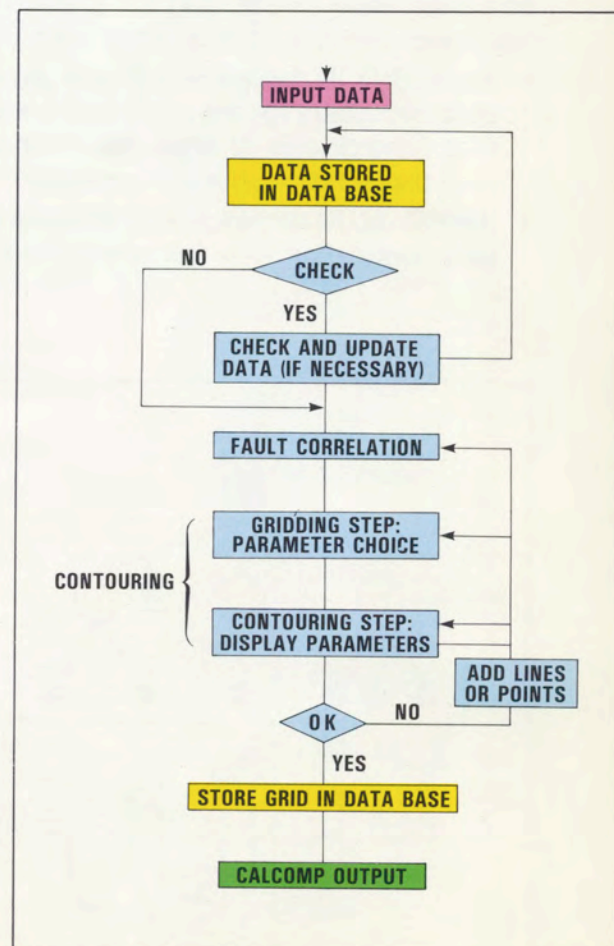 INPUT DATA
DATA STORED
IN DATA BASE
NO
CHECK
YES
CHECK AND UPDATE
DATA (IF NECESSARY)
FAULT CORRELATION
GRIDDING STEP:
PARAMETER CHOICE
CONTOURING
CONTOURING STEP:
DISPLAY PARAMETERS
ADD LINES
OR POINTS
OK
NO
YES
STORE GRID IN DATA BASE
CALCOMP OUTPUT